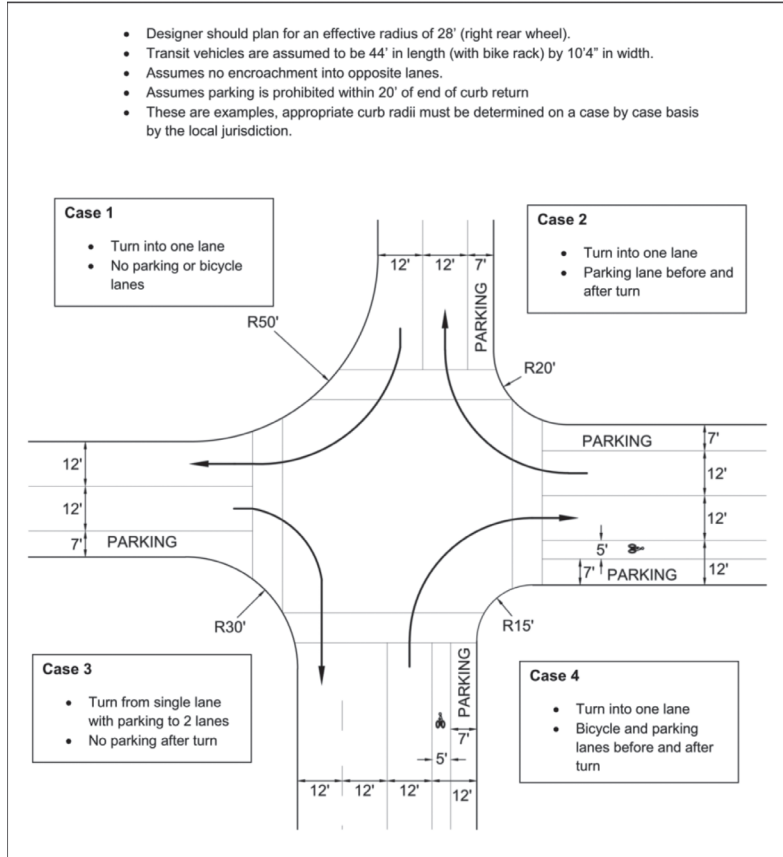 • Designer should plan for an effective radius of 28’ (right rear wheel).
• Transit vehicles are assumed to be 44’ in length (with bike rack) by 10’4” in width.
• Assumes no encroachment into opposite lanes.
• Assumes parking is prohibited within 20’ of end of curb return
• These are examples, appropriate curb radii must be determined on a case by case basis
by the local jurisdiction.
Case 1
• Turn into one lane
• No parking or bicycle
lanes
Case 2
• Turn into one lane
• Parking lane before and
after turn
12'
12'
7'
PARKING
R50'
R20'
PARKING
7'
12'
12'
12'
12'
5'
7'
PARKING
7'
PARKING
12'
R30'
R15'
Case 3
• Turn from single lane
with parking to 2 lanes
• No parking after turn
PARKING
7'
5'
12'
12'
12'
12'
Case 4
• Turn into one lane
• Bicycle and parking
lanes before and after
turn